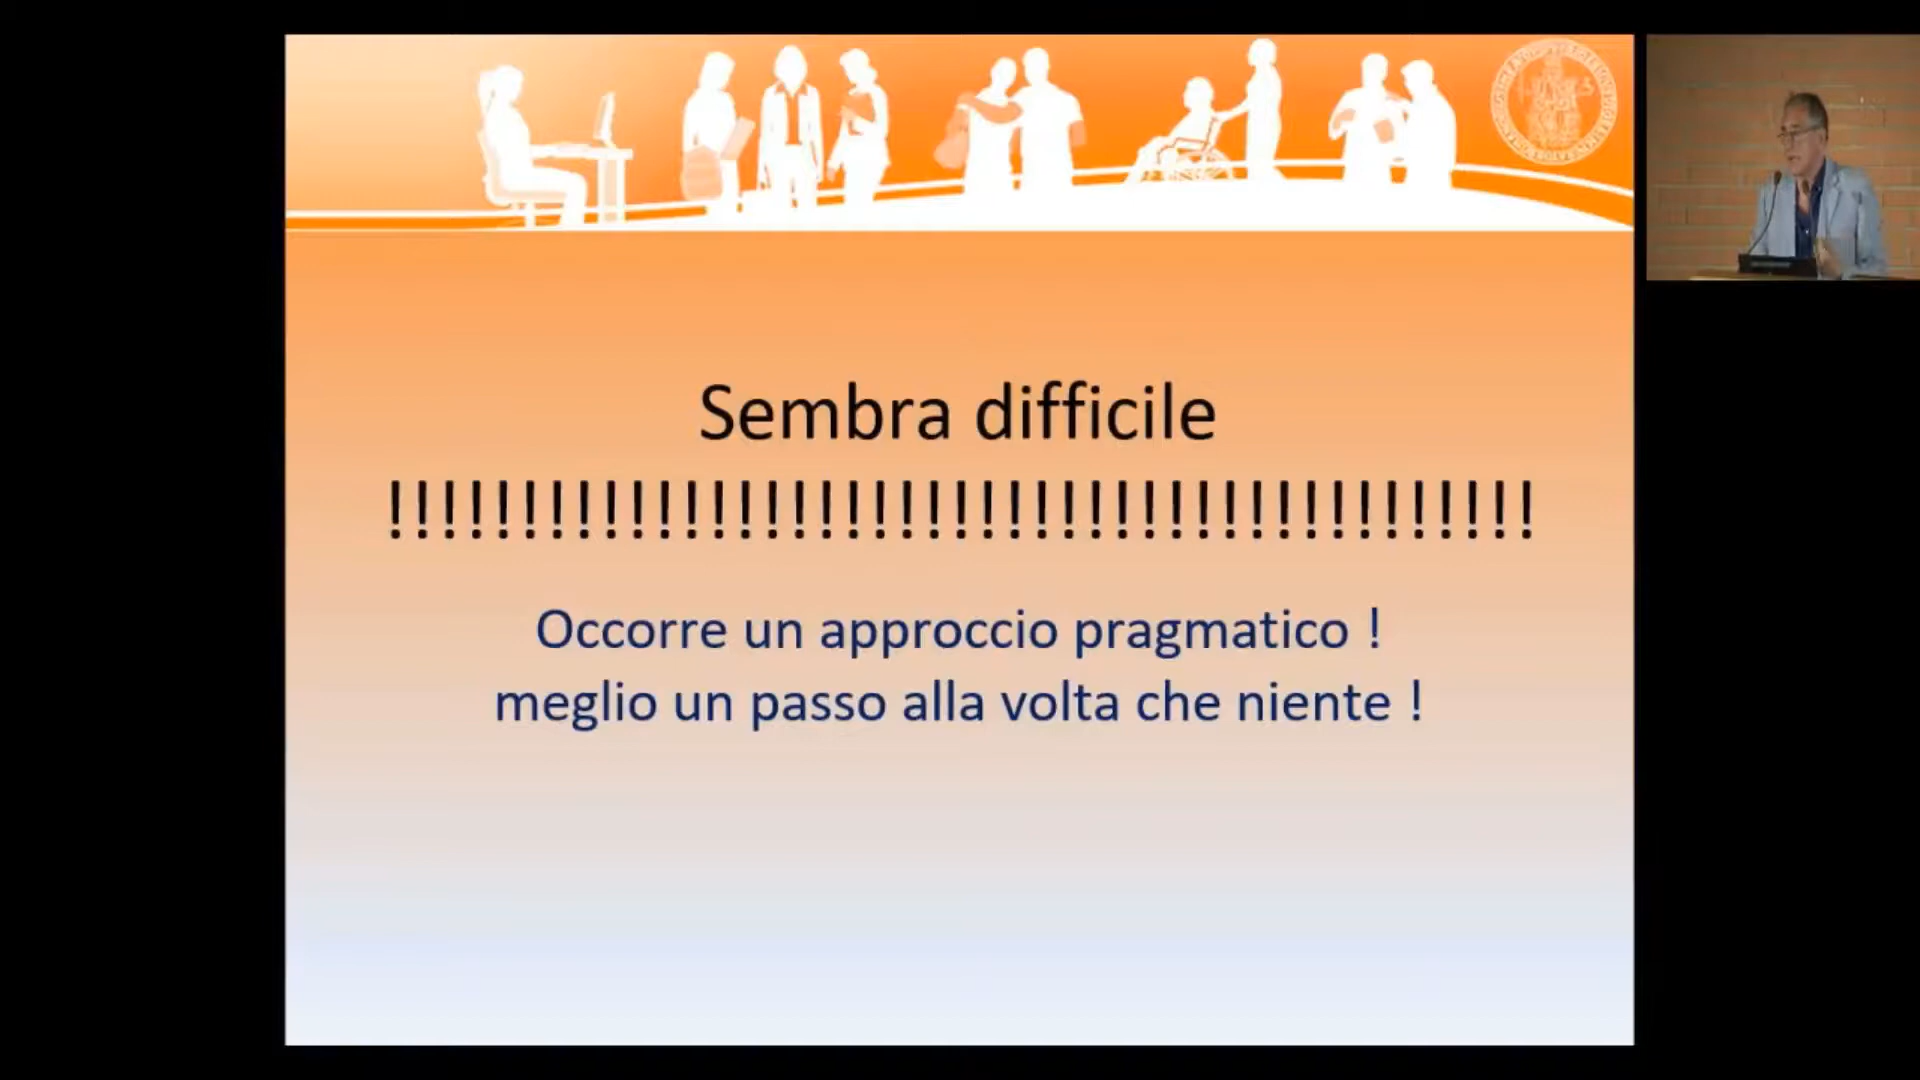 Sembra difficile
!!!!!!!!!!!!!!!!!!!!!!!!!!!!!!!!!!!!!!!!!!!
Occorre un approccio pragmatico !
meglio un passo alla volta che niente !